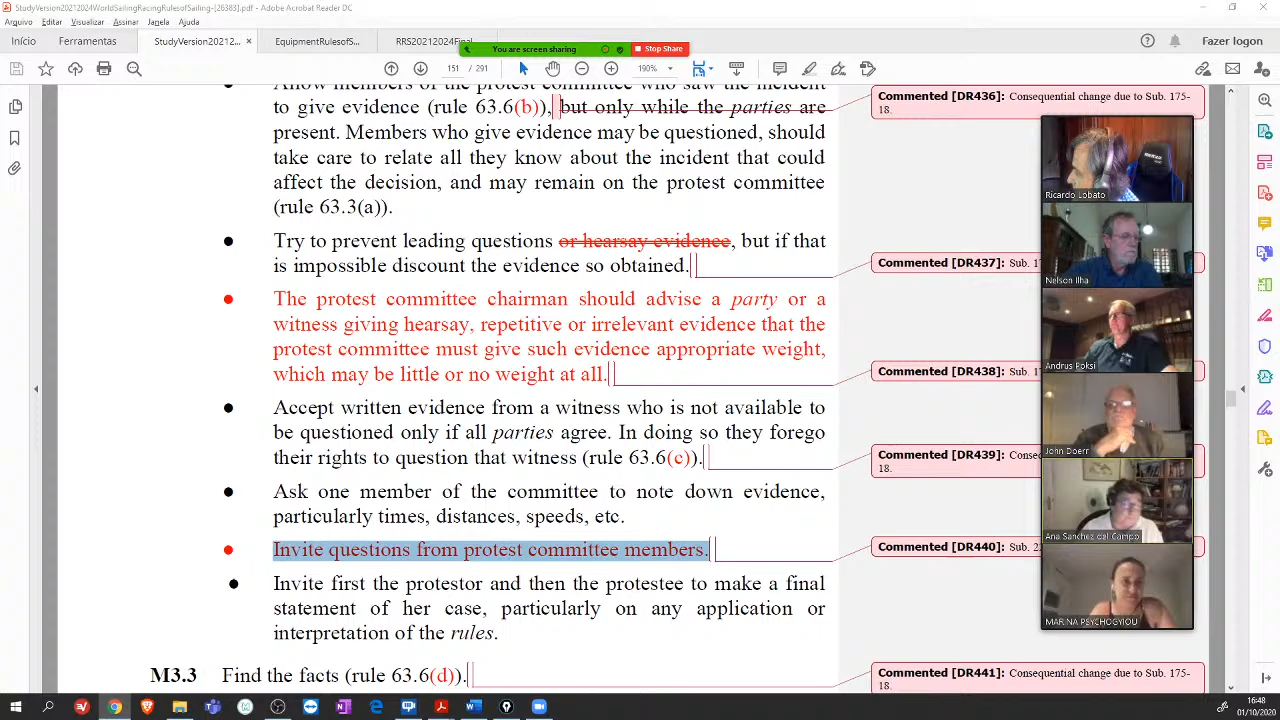 StudyVersion20212024WorldSailingRacingRulesofSailing-[26383].pdf - Adobe Acrobat Reader DC
Arquivo Editar Visualizar Assinar Janela Ajuda
Início Ferramentas StudyVersion20212... × EquipmentRulesofS... RRS20212024Final... Fazer logon
You are screen sharing Stop Share
151 / 291 190%
Allow members of the protest committee who saw the incident
to give evidence (rule 63.6(b)), but only while the parties are
present. Members who give evidence may be questioned, should
take care to relate all they know about the incident that could
affect the decision, and may remain on the protest committee
(rule 63.3(a)).
● Try to prevent leading questions or hearsay evidence, but if that
is impossible discount the evidence so obtained.
● The protest committee chairman should advise a party or a
witness giving hearsay, repetitive or irrelevant evidence that the
protest committee must give such evidence appropriate weight,
which may be little or no weight at all.
● Accept written evidence from a witness who is not available to
be questioned only if all parties agree. In doing so they forego
their rights to question that witness (rule 63.6(c)).
● Ask one member of the committee to note down evidence,
particularly times, distances, speeds, etc.
● Invite questions from protest committee members.
● Invite first the protestor and then the protestee to make a final
statement of her case, particularly on any application or
interpretation of the rules.
M3.3 Find the facts (rule 63.6(d)).
Commented [DR436]: Consequential change due to Sub. 175-
18.
Commented [DR437]: Sub.
Commented [DR438]: Sub.
Commented [DR439]:
18.
Commented [DR440]: Sub.
Commented [DR441]: Consequential change due to Sub. 175-
18.
Ricardo Lobato
Nelson Ilha
Andrus Poksi
John Doerr
Ana Sanchez del Campo
MARINA PSYCHOGYIOU
16:48
01/10/2020